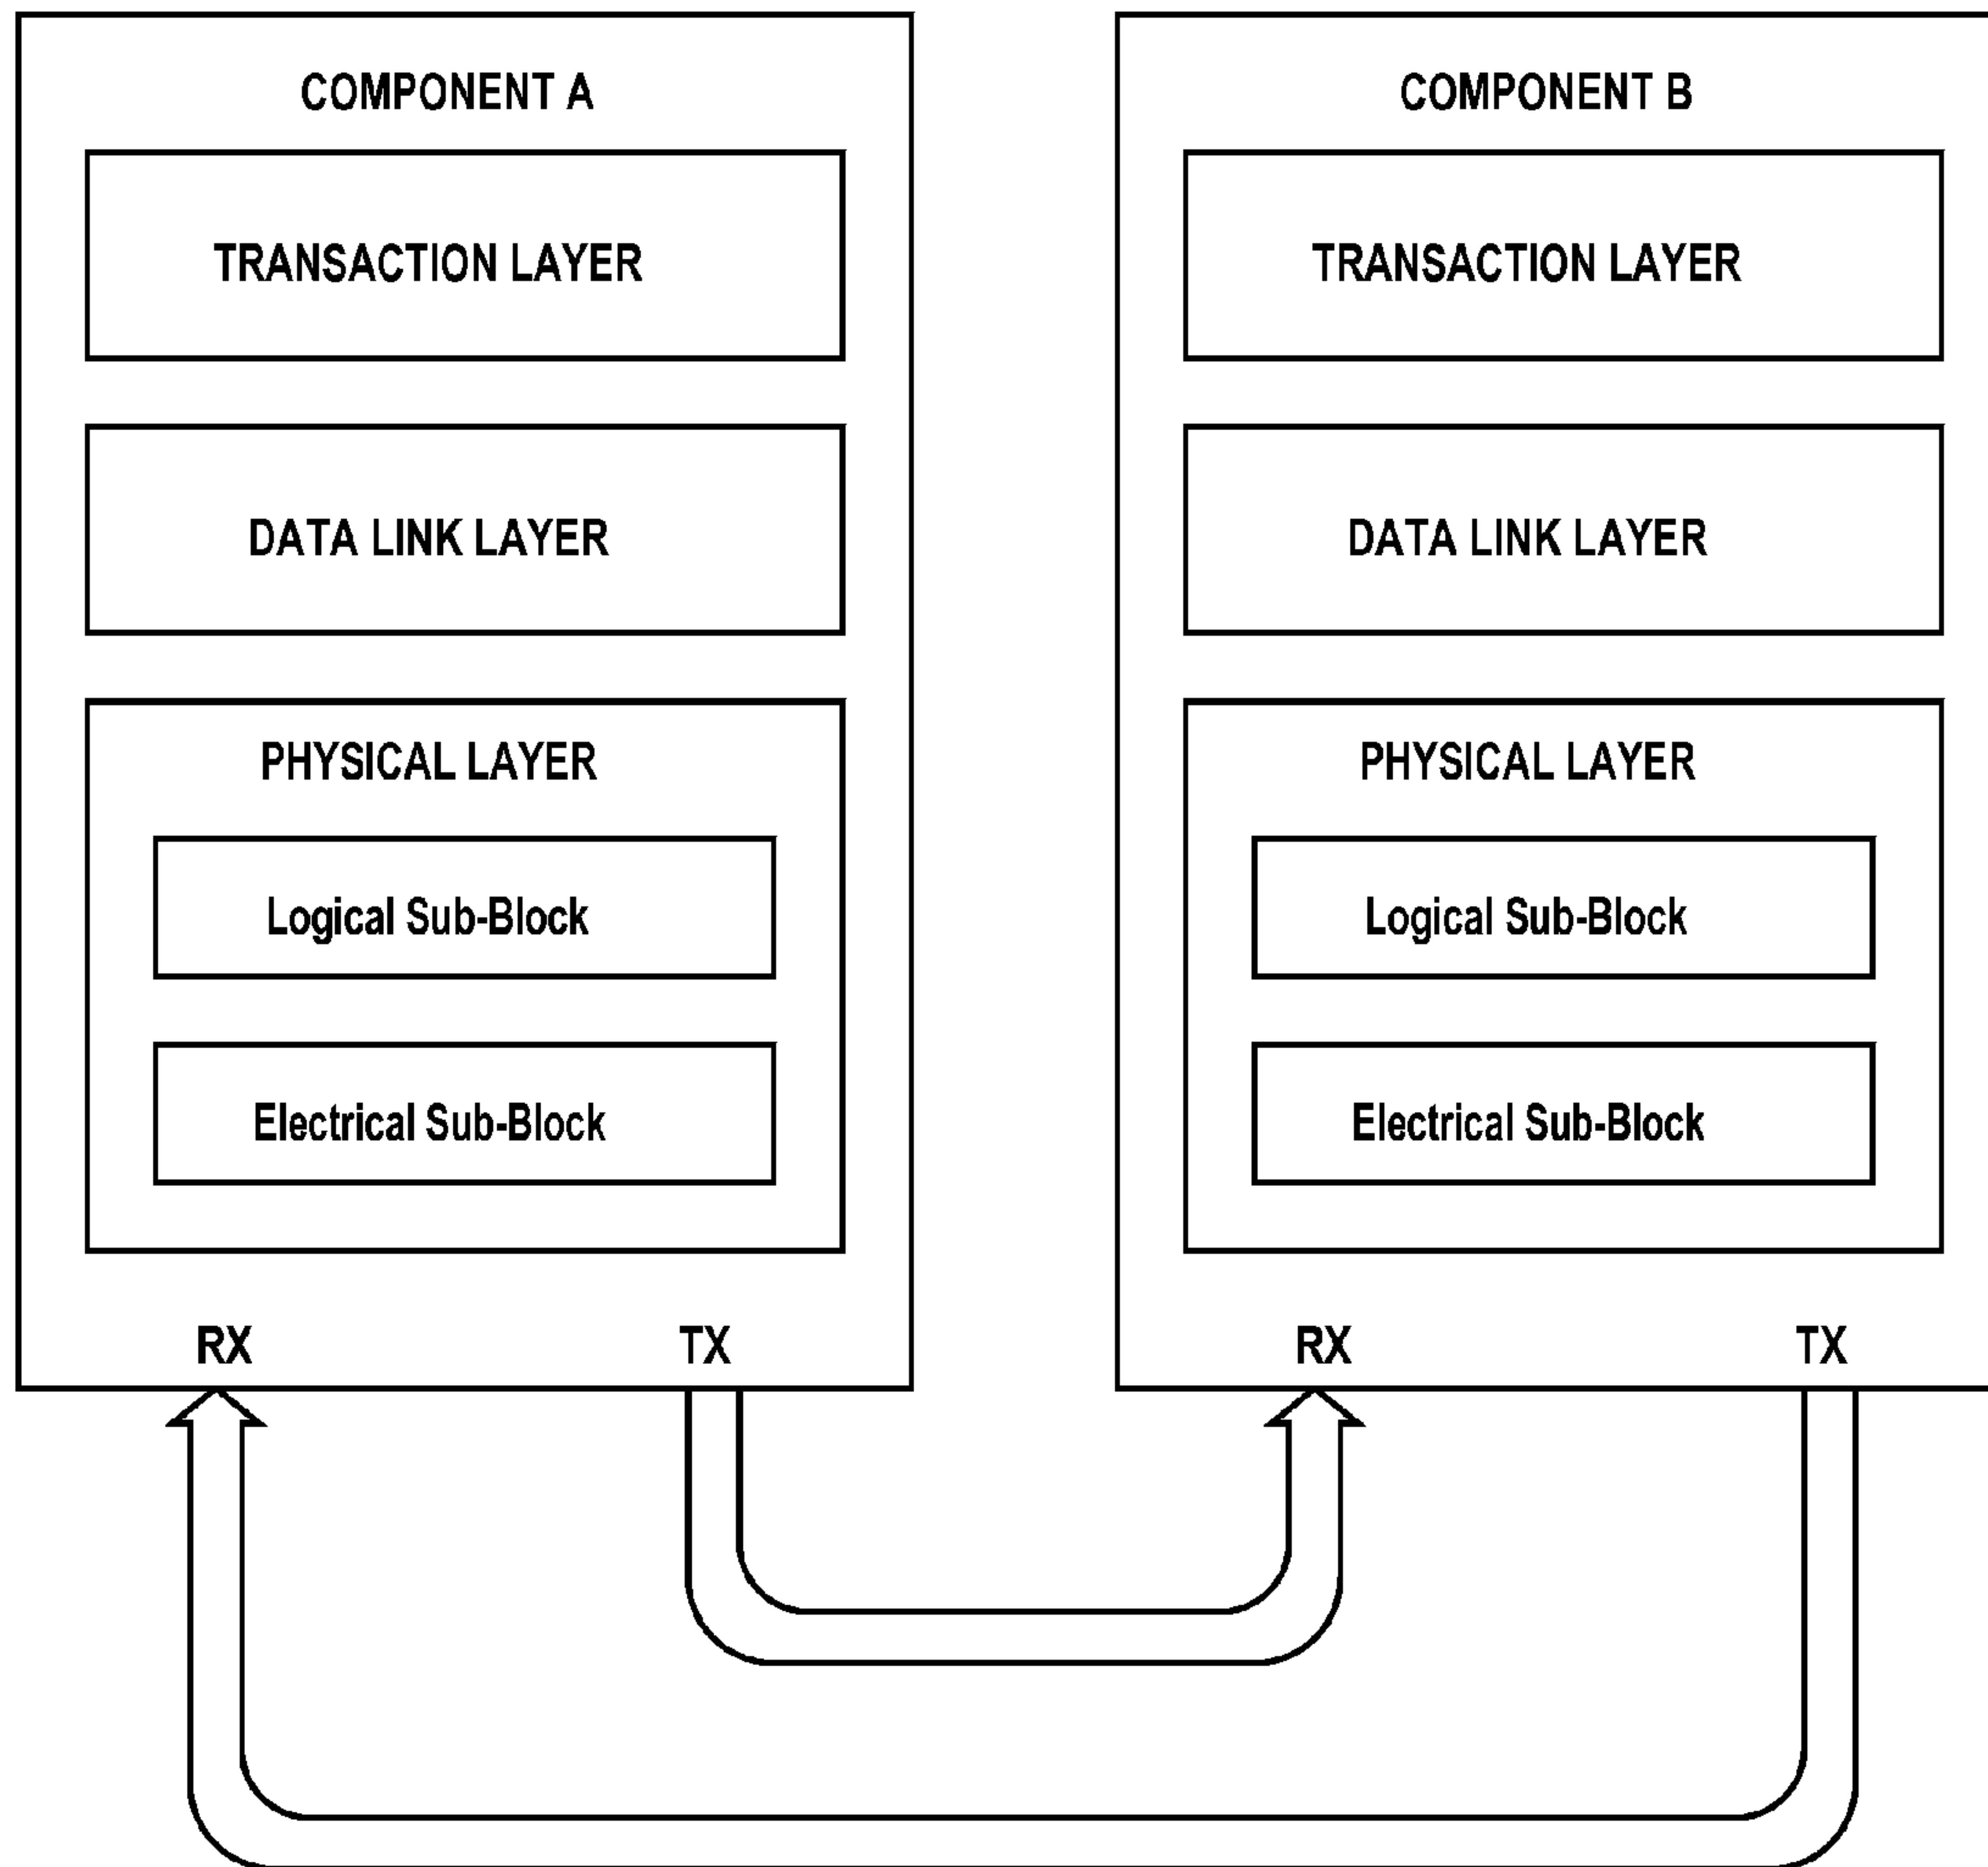 COMPONENT A
TRANSACTION LAYER
DATA LINK LAYER
PHYSICAL LAYER
Logical Sub-Block
Electrical Sub-Block
RX
TX
COMPONENT B
TRANSACTION LAYER
DATA LINK LAYER
PHYSICAL LAYER
Logical Sub-Block
Electrical Sub-Block
RX
TX